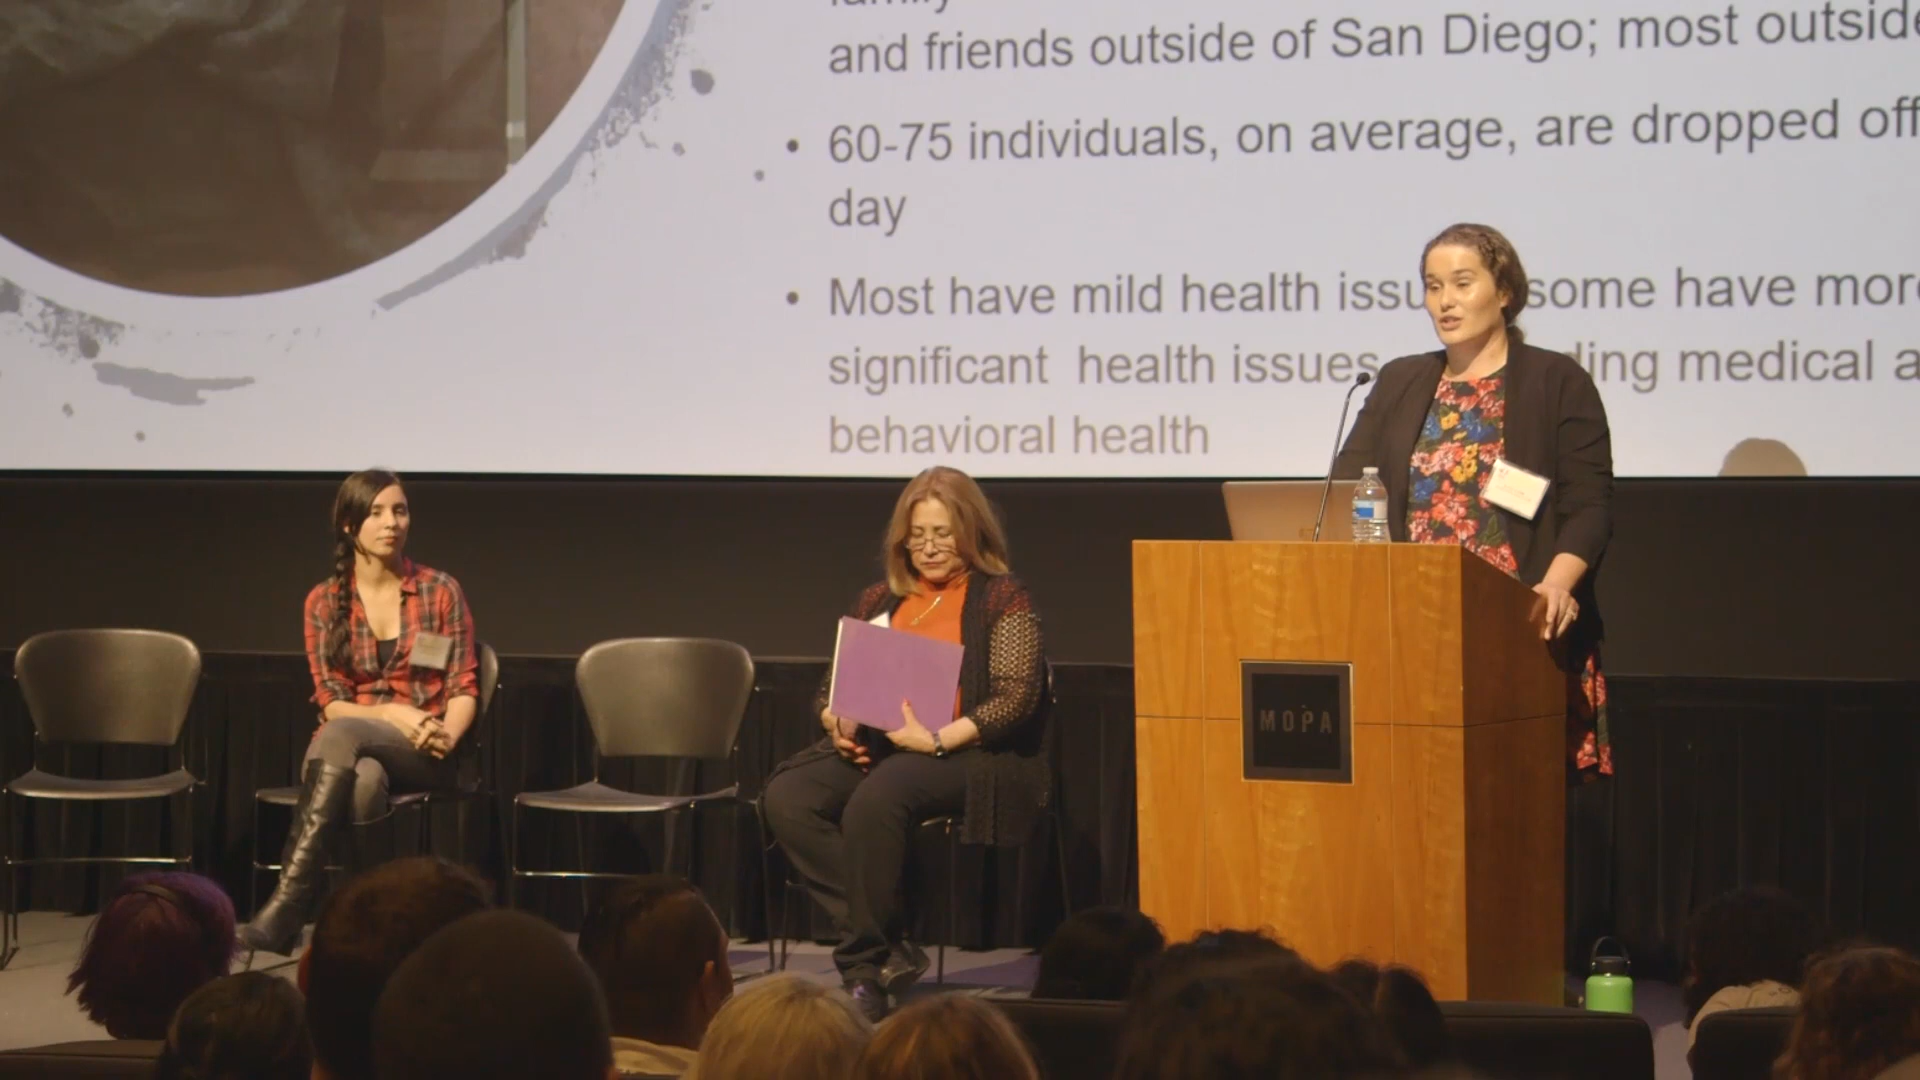 family
and friends outside of San Diego; most outside
• 60-75 individuals, on average, are dropped off
day
• Most have mild health issu some have more
significant health issues ding medical a
behavioral health
MOPA